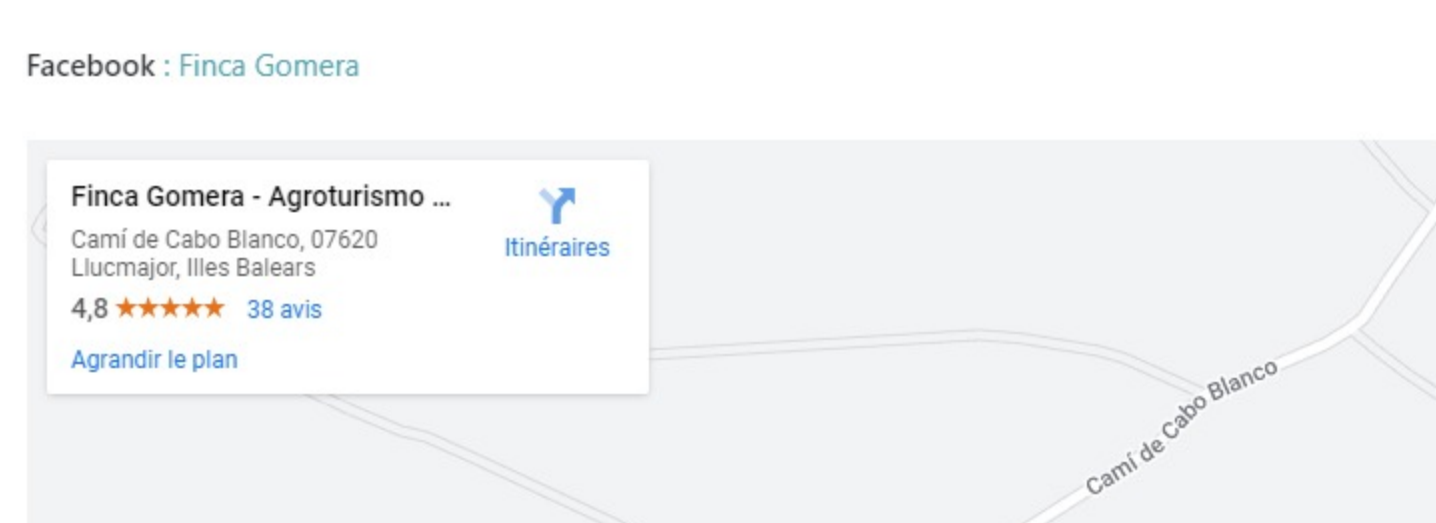 Facebook : Finca Gomera
Finca Gomera - Agroturismo ...
Itinéraires
Camí de Cabo Blanco, 07620
Llucmajor, Illes Balears
4,8 ★★★★★ 38 avis
Agrandir le plan
Camí de Cabo Blanco